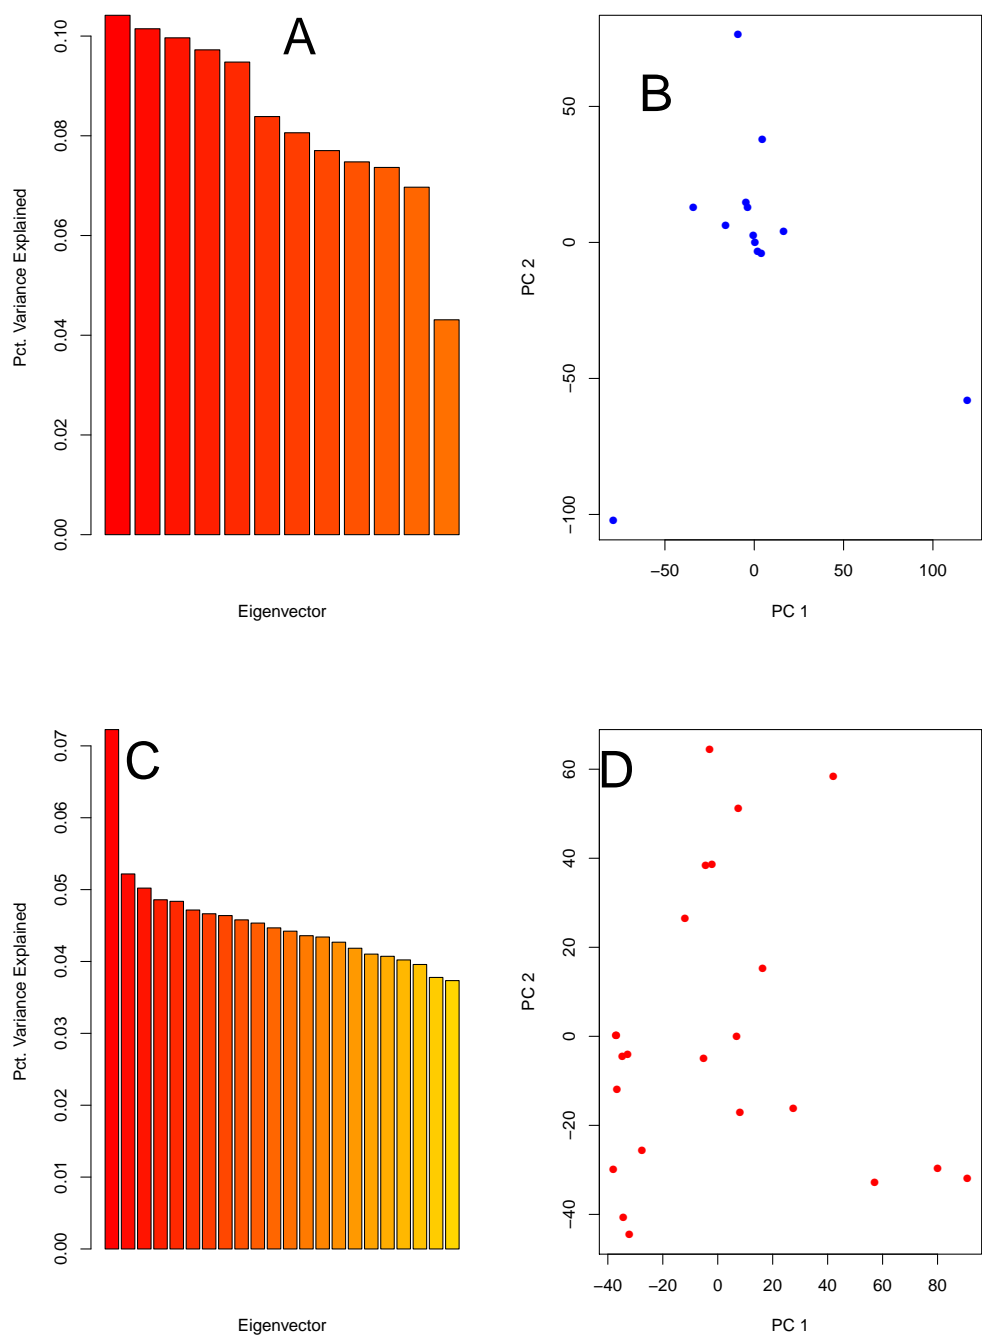 A
Pct. Variance Explained
0.10
0.08
0.06
0.04
0.02
0.00
Eigenvector
B
PC 2
50
0
−50
−100
−50 0 50 100
PC 1
C
Pct. Variance Explained
0.07
0.06
0.05
0.04
0.03
0.02
0.01
0.00
Eigenvector
D
PC 2
60
40
20
0
−20
−40
−40 −20 0 20 40 60 80
PC 1